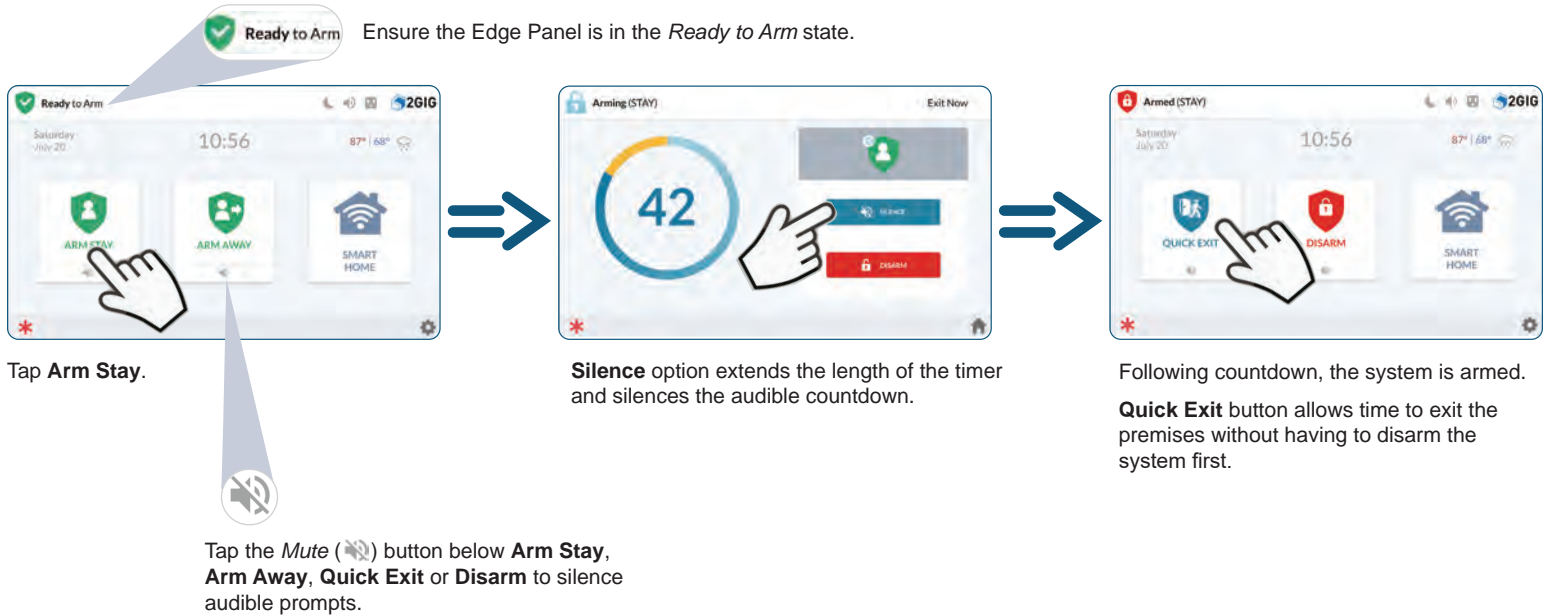 Ready to Arm
Ensure the Edge Panel is in the Ready to Arm state.
Ready to Arm
2GIG
Saturday
July 20
10:56
87° | 68°
ARM STAY
ARM AWAY
SMART
HOME
Tap Arm Stay.
Tap the Mute ( ) button below Arm Stay,
Arm Away, Quick Exit or Disarm to silence
audible prompts.
Arming (STAY)
Exit Now
42
SILENCE
DISARM
Silence option extends the length of the timer
and silences the audible countdown.
Armed (STAY)
2GIG
Saturday
July 20
10:56
87° | 68°
QUICK EXIT
DISARM
SMART
HOME
Following countdown, the system is armed.
Quick Exit button allows time to exit the
premises without having to disarm the
system first.